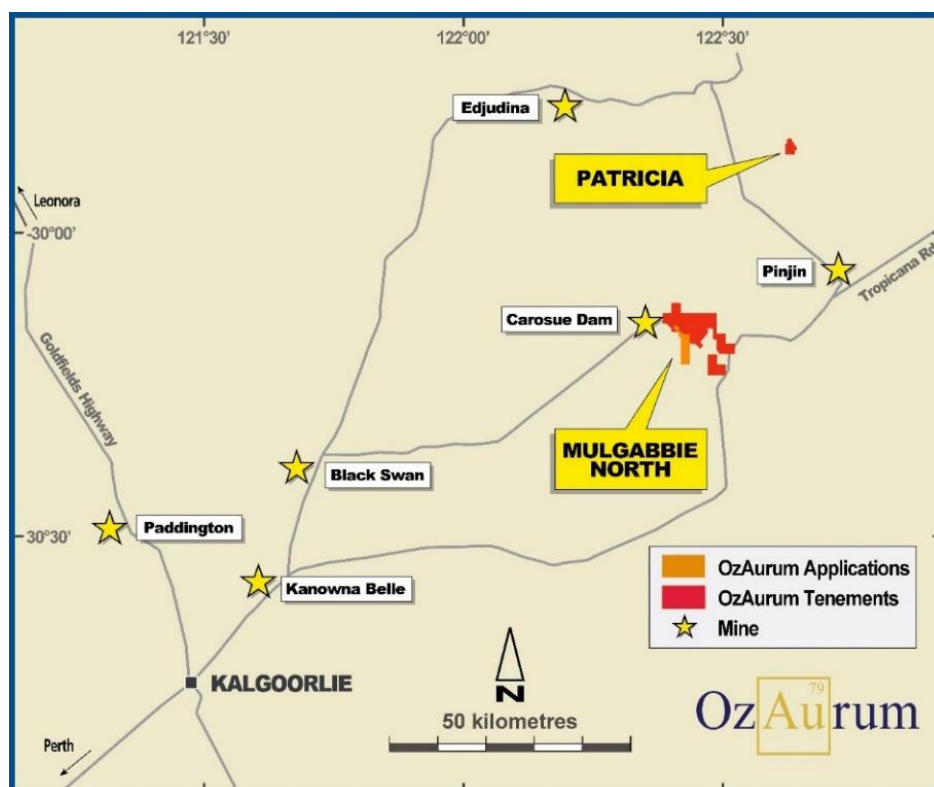 121°30'
122°00'
122°30'
Edjudina
PATRICIA
Leonora
-30°00'
Pinjin
Tropicana Rd
Carosue Dam
Goldfields Highway
MULGABBIE
NORTH
Black Swan
Paddington
30°30'
Kanowna Belle
OzAurum Applications
OzAurum Tenements
Mine
KALGOORLIE
N
50 kilometres
79
OzAurum
Perth